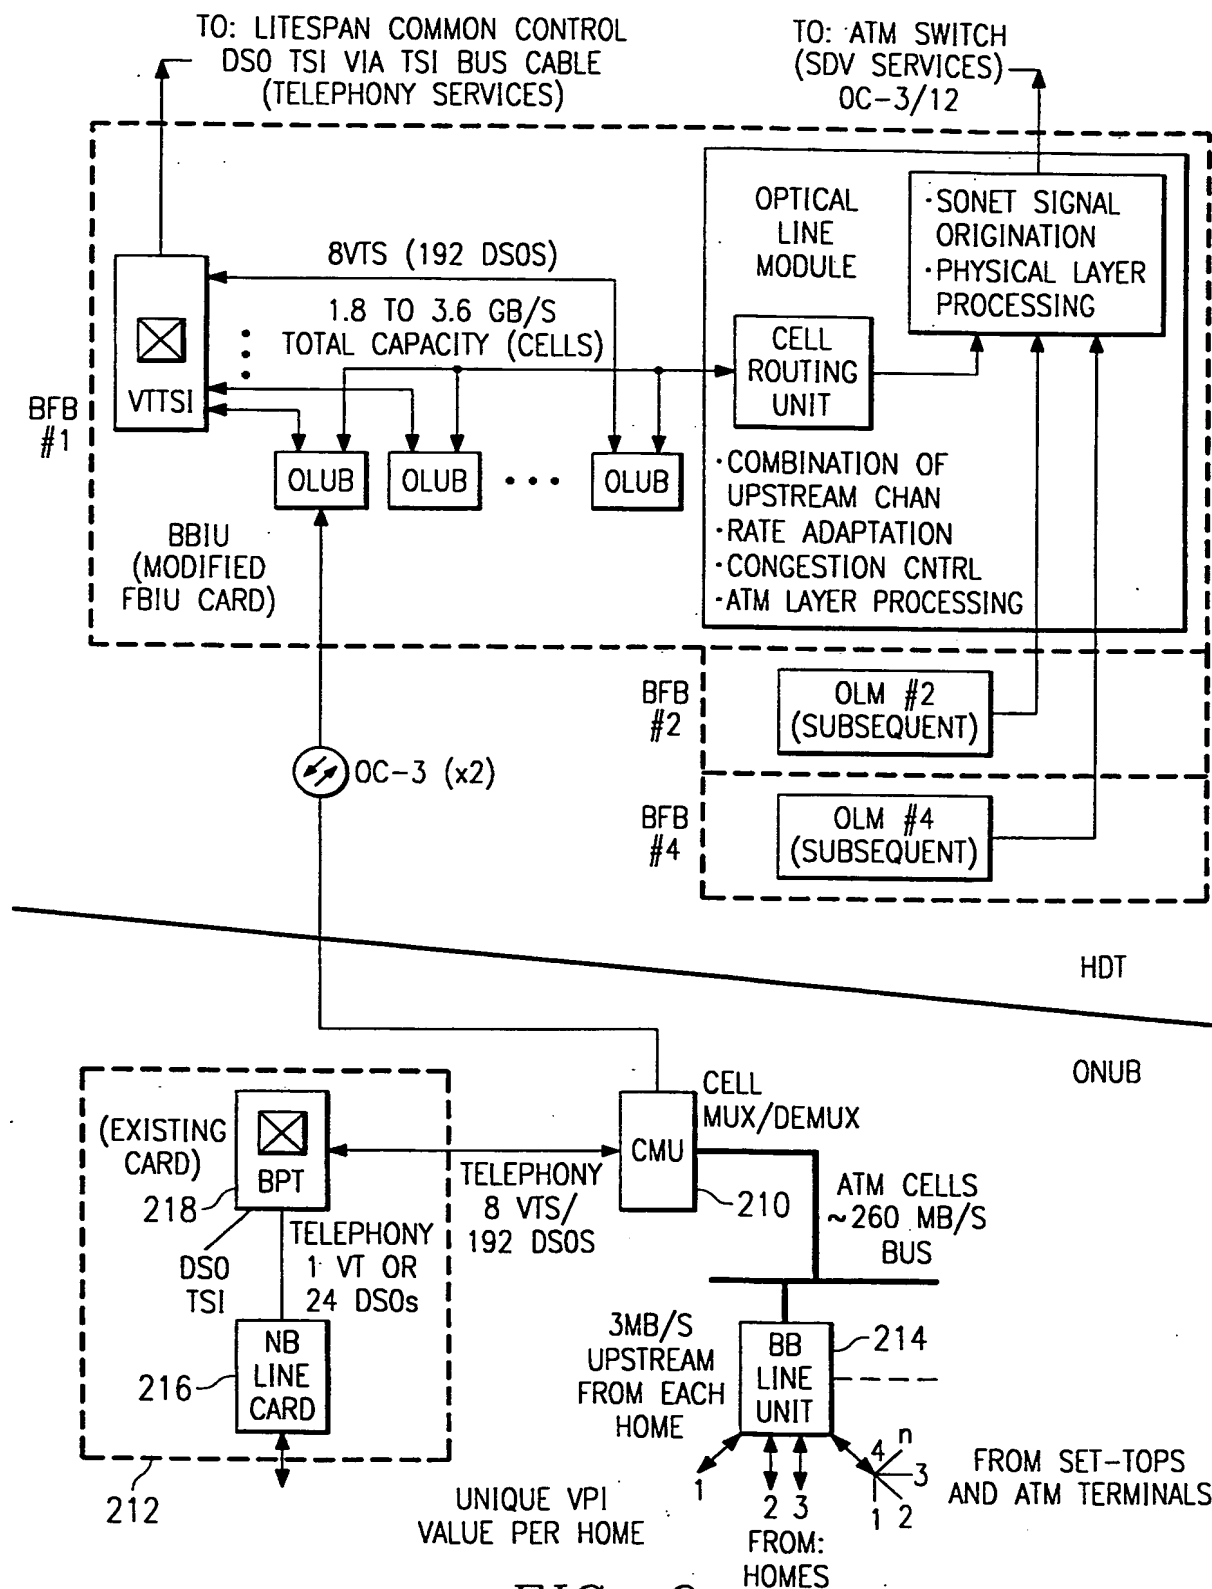 TO: LITESPAN COMMON CONTROL
DSO TSI VIA TSI BUS CABLE
(TELEPHONY SERVICES)
TO: ATM SWITCH
(SDV SERVICES)
OC-3/12
OPTICAL
LINE
MODULE
·SONET SIGNAL
ORIGINATION
·PHYSICAL LAYER
PROCESSING
8VTS (192 DSOS)
1.8 TO 3.6 GB/S
TOTAL CAPACITY (CELLS)
VTTSI
CELL
ROUTING
UNIT
BFB
#1
OLUB
OLUB
OLUB
·COMBINATION OF
UPSTREAM CHAN
·RATE ADAPTATION
·CONGESTION CNTRL
·ATM LAYER PROCESSING
BBIU
(MODIFIED
FBIU CARD)
BFB
#2
OLM #2
(SUBSEQUENT)
OC-3 (x2)
BFB
#4
OLM #4
(SUBSEQUENT)
HDT
ONUB
(EXISTING
CARD)
BPT
218
CELL
MUX/DEMUX
CMU
210
TELEPHONY
8 VTS/
192 DSOS
ATM CELLS
~260 MB/S
BUS
DSO
TSI
TELEPHONY
1 VT OR
24 DSOs
NB
LINE
CARD
216
212
3MB/S
UPSTREAM
FROM EACH
HOME
BB
LINE
UNIT
214
1
2 3
4 n
3
1 2
FROM:
HOMES
FROM SET-TOPS
AND ATM TERMINALS
UNIQUE VPI
VALUE PER HOME